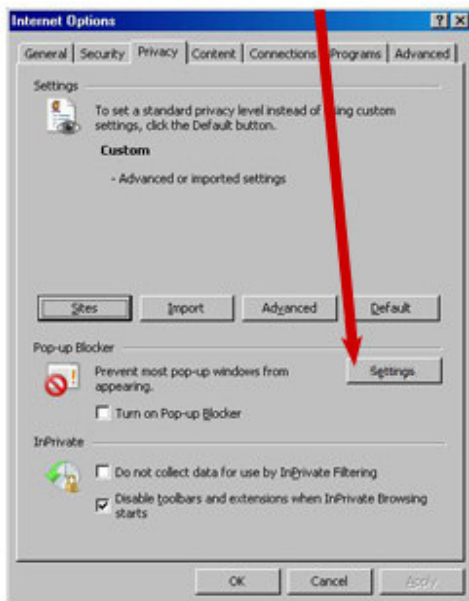 Internet Options
General Security Privacy Content Connections Programs Advanced
Settings
To set a standard privacy level instead of using custom
settings, click the Default button.
Custom
- Advanced or imported settings
Sites Import Advanced Default
Pop-up Blocker
Prevent most pop-up windows from
appearing.
Settings
Turn on Pop-up Blocker
InPrivate
Do not collect data for use by InPrivate Filtering
Disable toolbars and extensions when InPrivate Browsing
starts
OK Cancel Apply